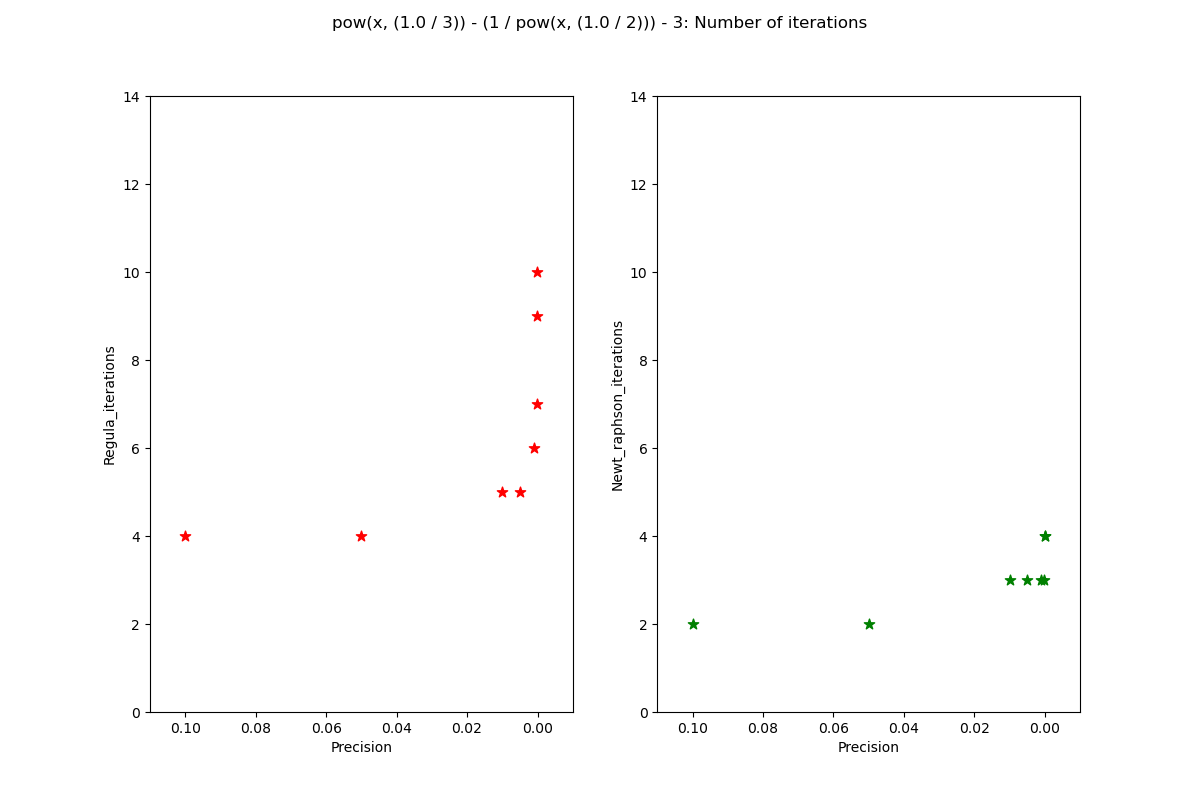 pow(x, (1.0 / 3)) - (1 / pow(x, (1.0 / 2))) - 3: Number of iterations
14
12
10
8
6
4
2
0
Regula_iterations
0.10 0.08 0.06 0.04 0.02 0.00
Precision
14
12
10
8
6
4
2
0
Newt_raphson_iterations
0.10 0.08 0.06 0.04 0.02 0.00
Precision